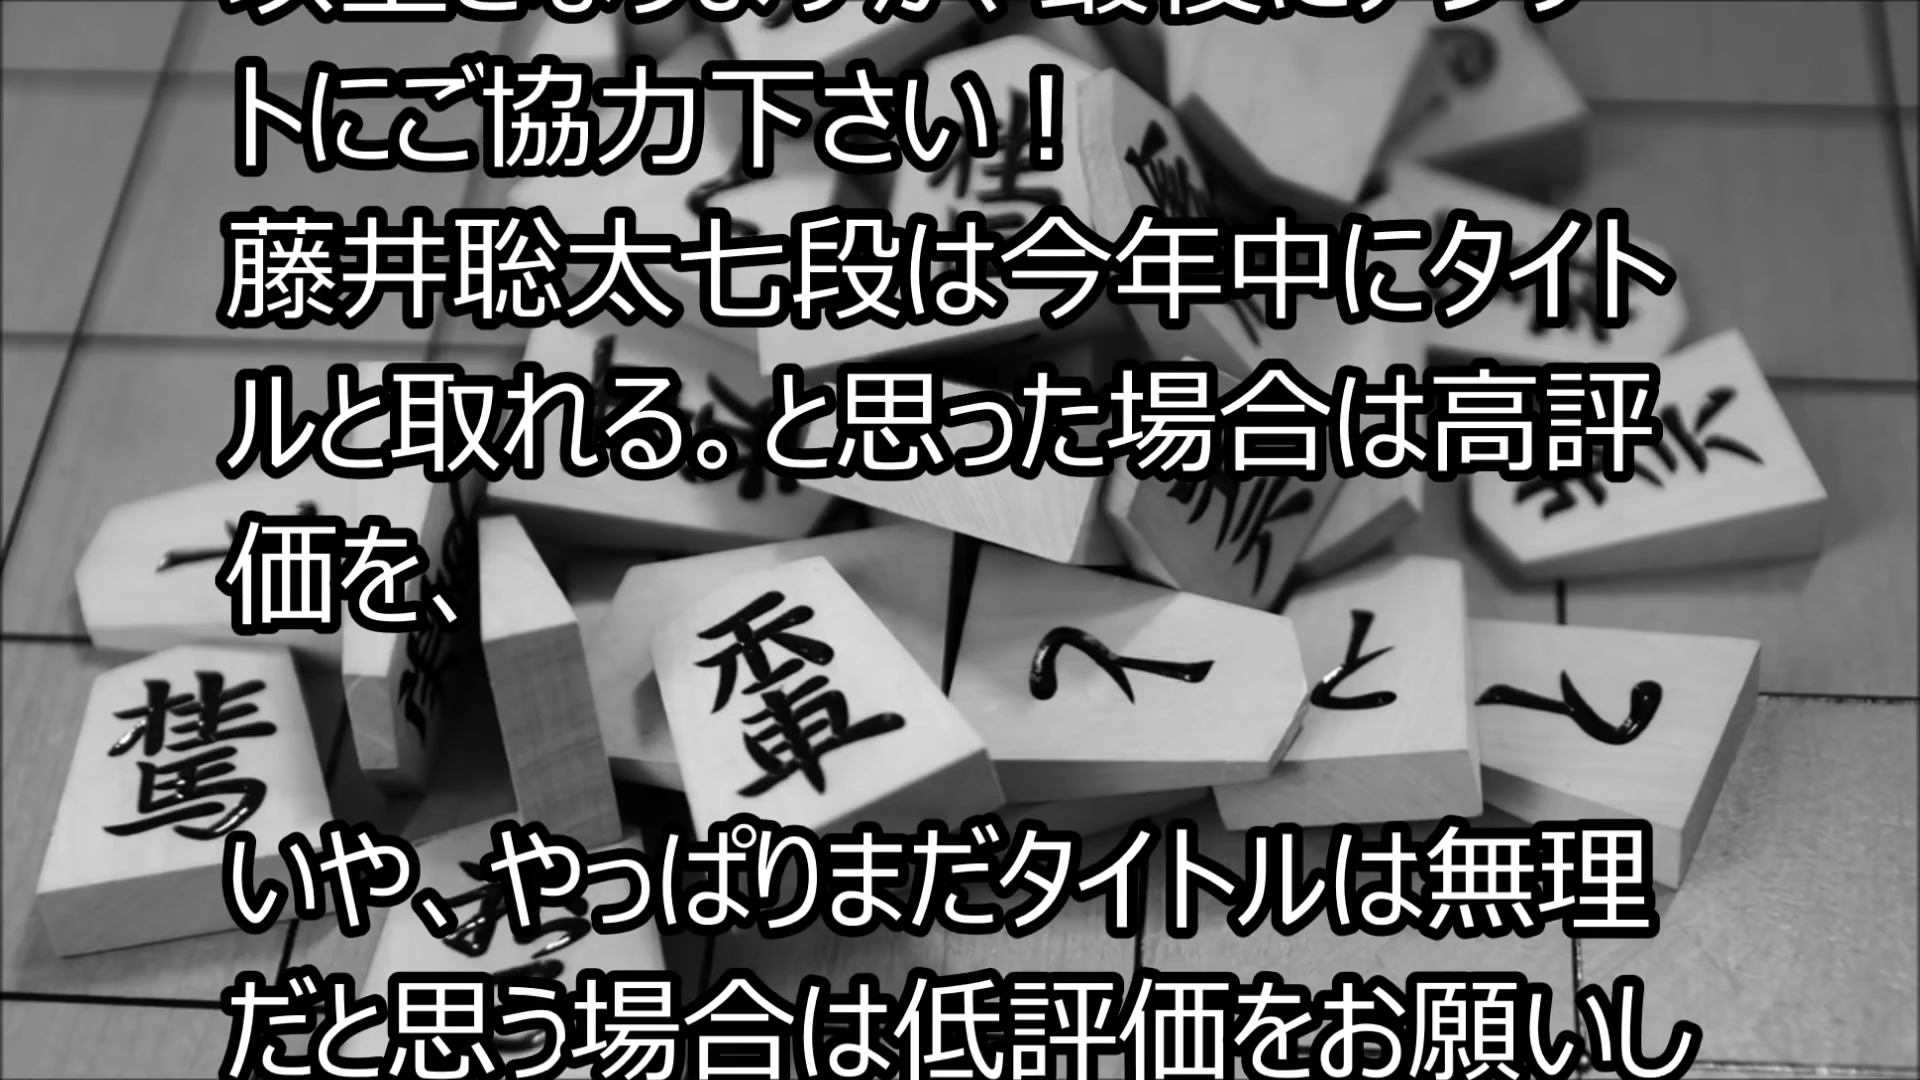 トにご協力下さい！
藤井聡太七段は今年中にタイト
ルと取れる。と思った場合は高評
価を、
いや、やっぱりまだタイトルは無理
だと思う場合は低評価をお願いし